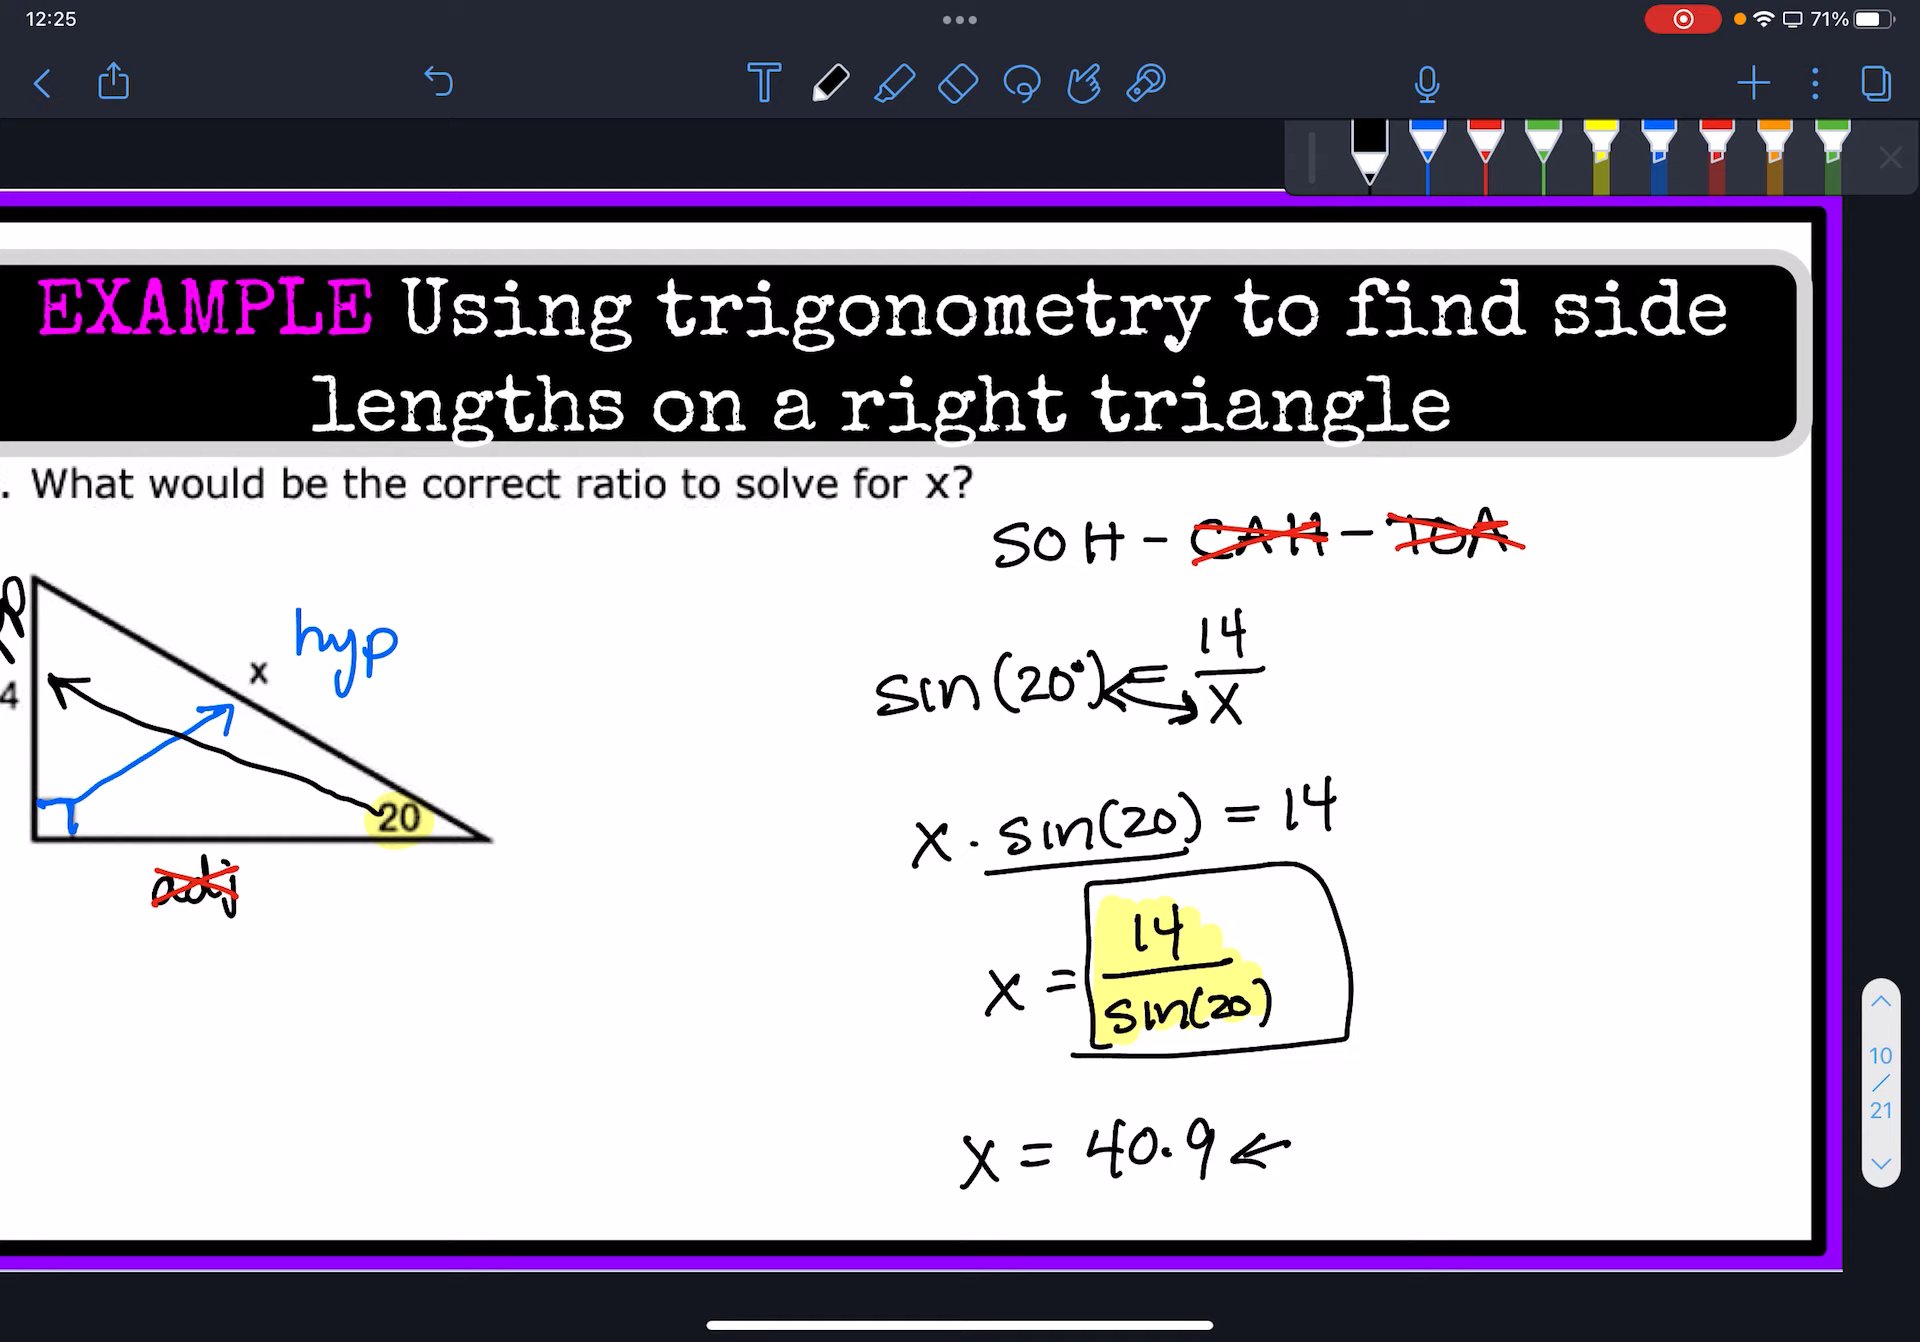 12:25
71%
EXAMPLE Using trigonometry to find side
lengths on a right triangle
. What would be the correct ratio to solve for x?
SOH - CAH - TOA
p
hyp
x
4
20
adj
sin(20°) = 14/x
x · sin(20) = 14
x = 14/sin(20)
x = 40.9 ←
10
/
21